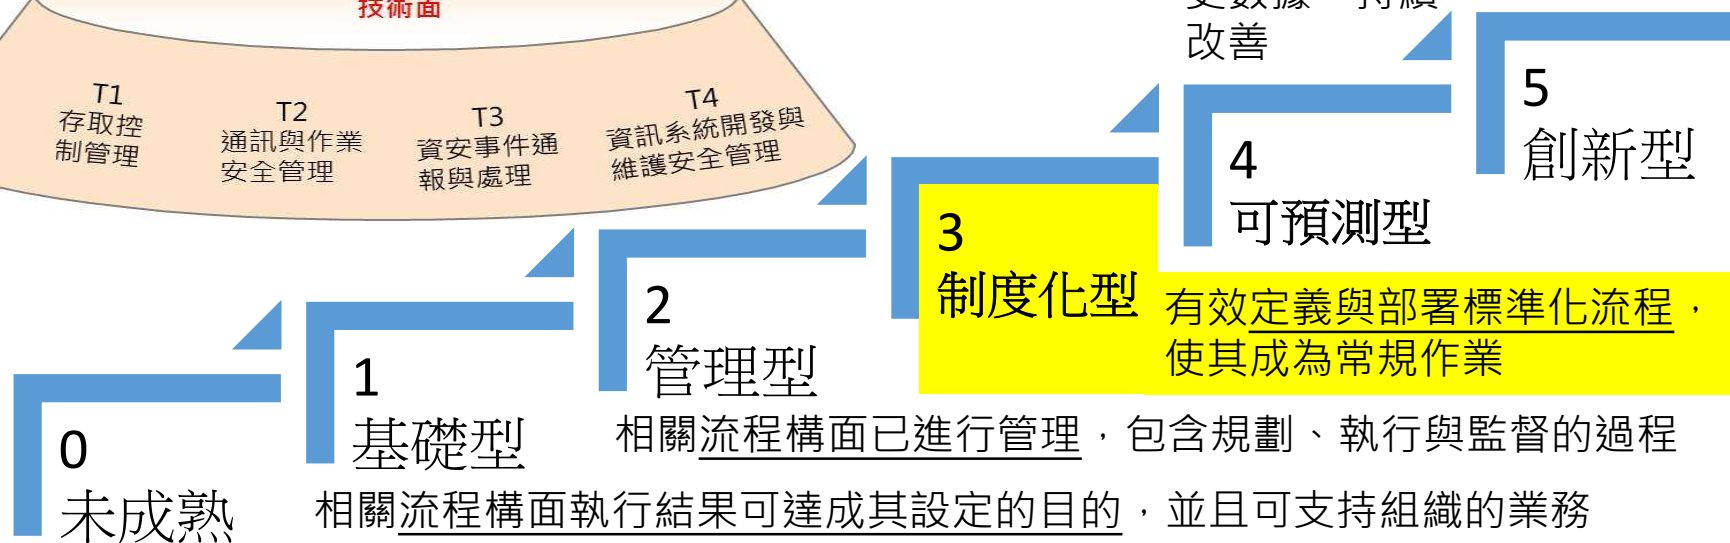 技術面
T1
存取控
制管理
T2
通訊與作業
安全管理
T3
資安事件通
報與處理
T4
資訊系統開發與
維護安全管理
改善
5
創新型
4
可預測型
3
制度化型
有效定義與部署標準化流程，
使其成為常規作業
2
管理型
相關流程構面已進行管理，包含規劃、執行與監督的過程
1
基礎型
相關流程構面執行結果可達成其設定的目的，並且可支持組織的業務
0
未成熟